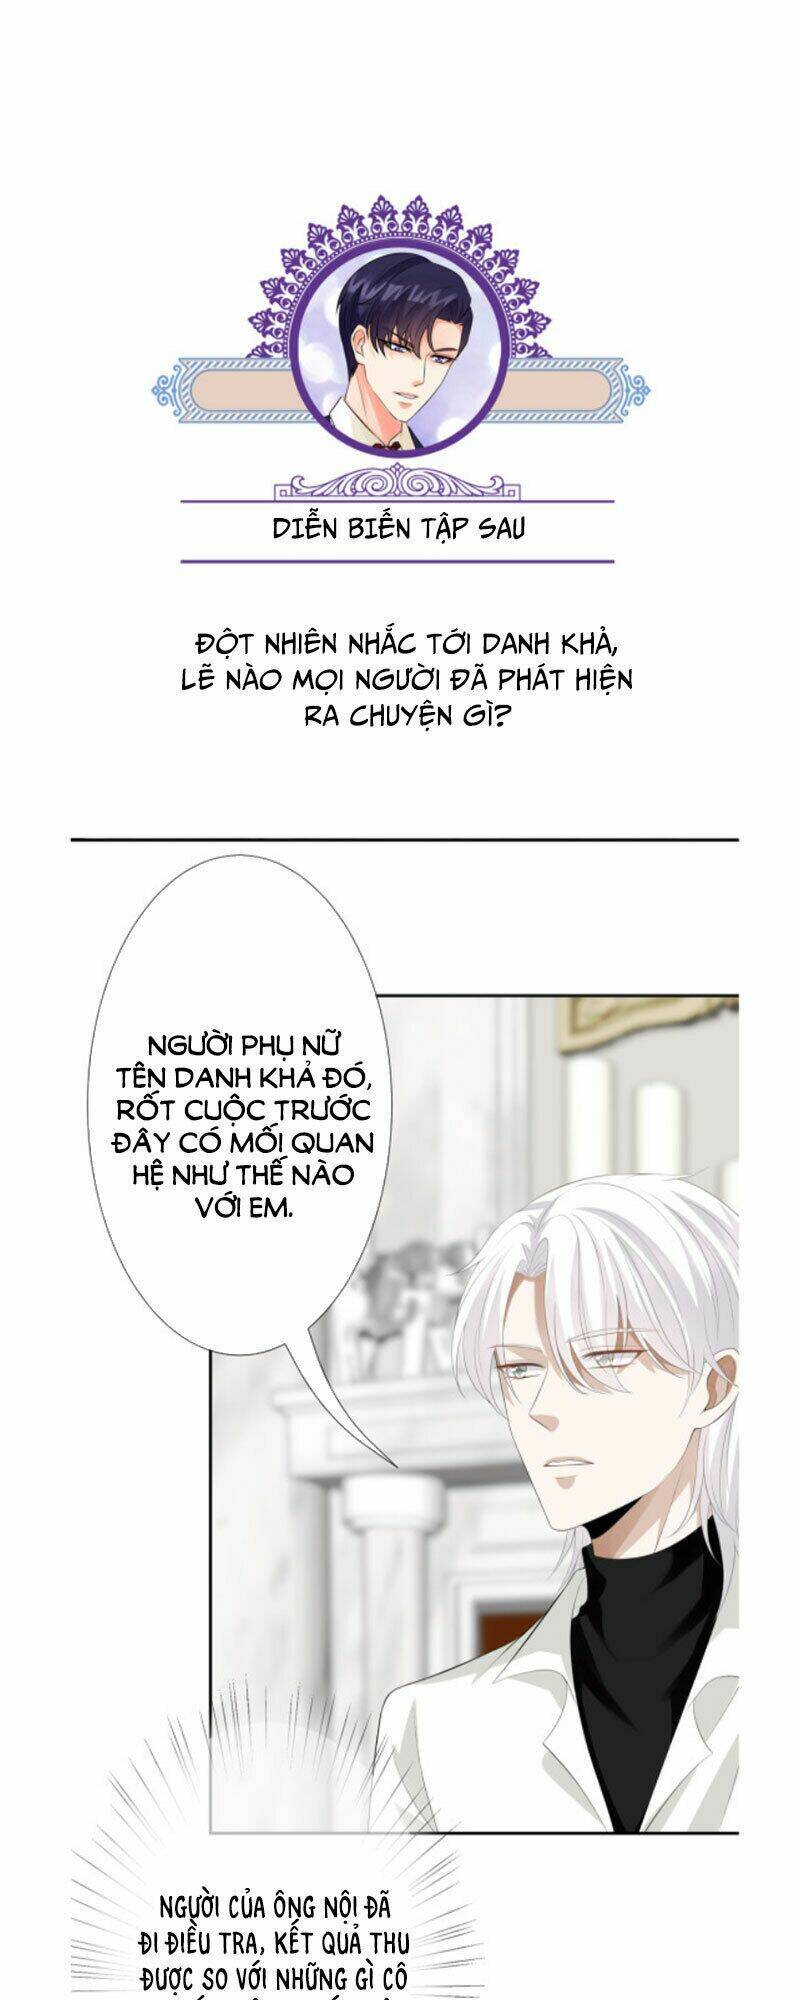 DIỄN BIẾN TẬP SAU
ĐỘT NHIÊN NHẮC TỚI DANH KHẢ,
LẼ NÀO MỌI NGƯỜI ĐÃ PHÁT HIỆN
RA CHUYỆN GÌ?
NGƯỜI PHỤ NỮ
TÊN DANH KHẢ ĐÓ,
RỐT CUỘC TRƯỚC
ĐÂY CÓ MỐI QUAN
HỆ NHƯ THẾ NÀO
VỚI EM.
NGƯỜI CỦA ÔNG NỘI ĐÃ
ĐI ĐIỀU TRA, KẾT QUẢ THU
ĐƯỢC SO VỚI NHỮNG GÌ CÔ